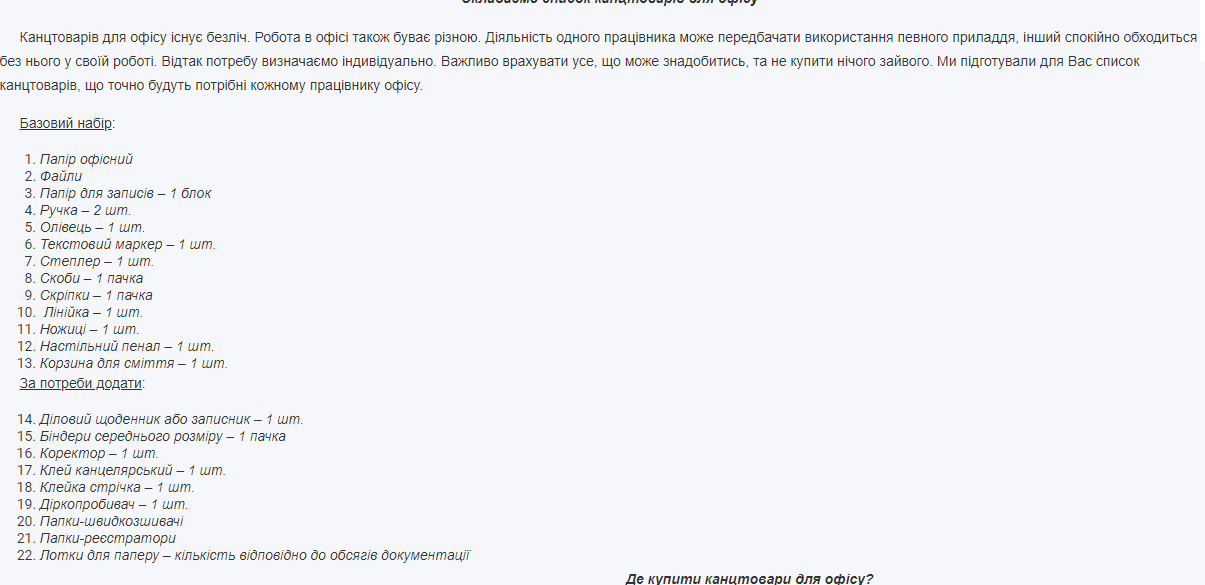 Складаємо список канцтоварів для офісу
Канцтоварів для офісу існує безліч. Робота в офісі також буває різною. Діяльність одного працівника може передбачати використання певного приладдя, інший спокійно обходиться
без нього у своїй роботі. Відтак потребу визначаємо індивідуально. Важливо врахувати усе, що може знадобитись, та не купити нічого зайвого. Ми підготували для Вас список
канцтоварів, що точно будуть потрібні кожному працівнику офісу.
Базовий набір:
1. Папір офісний
2. Файли
3. Папір для записів – 1 блок
4. Ручка – 2 шт.
5. Олівець – 1 шт.
6. Текстовий маркер – 1 шт.
7. Степлер – 1 шт.
8. Скоби – 1 пачка
9. Скріпки – 1 пачка
10. Лінійка – 1 шт.
11. Ножиці – 1 шт.
12. Настільний пенал – 1 шт.
13. Корзина для сміття – 1 шт.
За потреби додати:
14. Діловий щоденник або записник – 1 шт.
15. Біндери середнього розміру – 1 пачка
16. Коректор – 1 шт.
17. Клей канцелярський – 1 шт.
18. Клейка стрічка – 1 шт.
19. Діркопробивач – 1 шт.
20. Папки-швидкозшивачі
21. Папки-реєстратори
22. Лотки для паперу – кількість відповідно до обсягів документації
Де купити канцтовари для офісу?